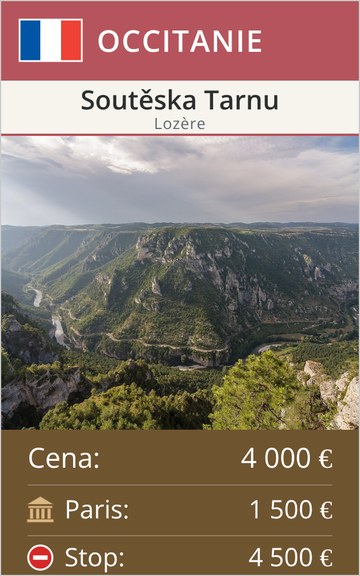 OCCITANIE
Soutěska Tarnu
Lozère
Cena: 4 000 €
Paris: 1 500 €
Stop: 4 500 €